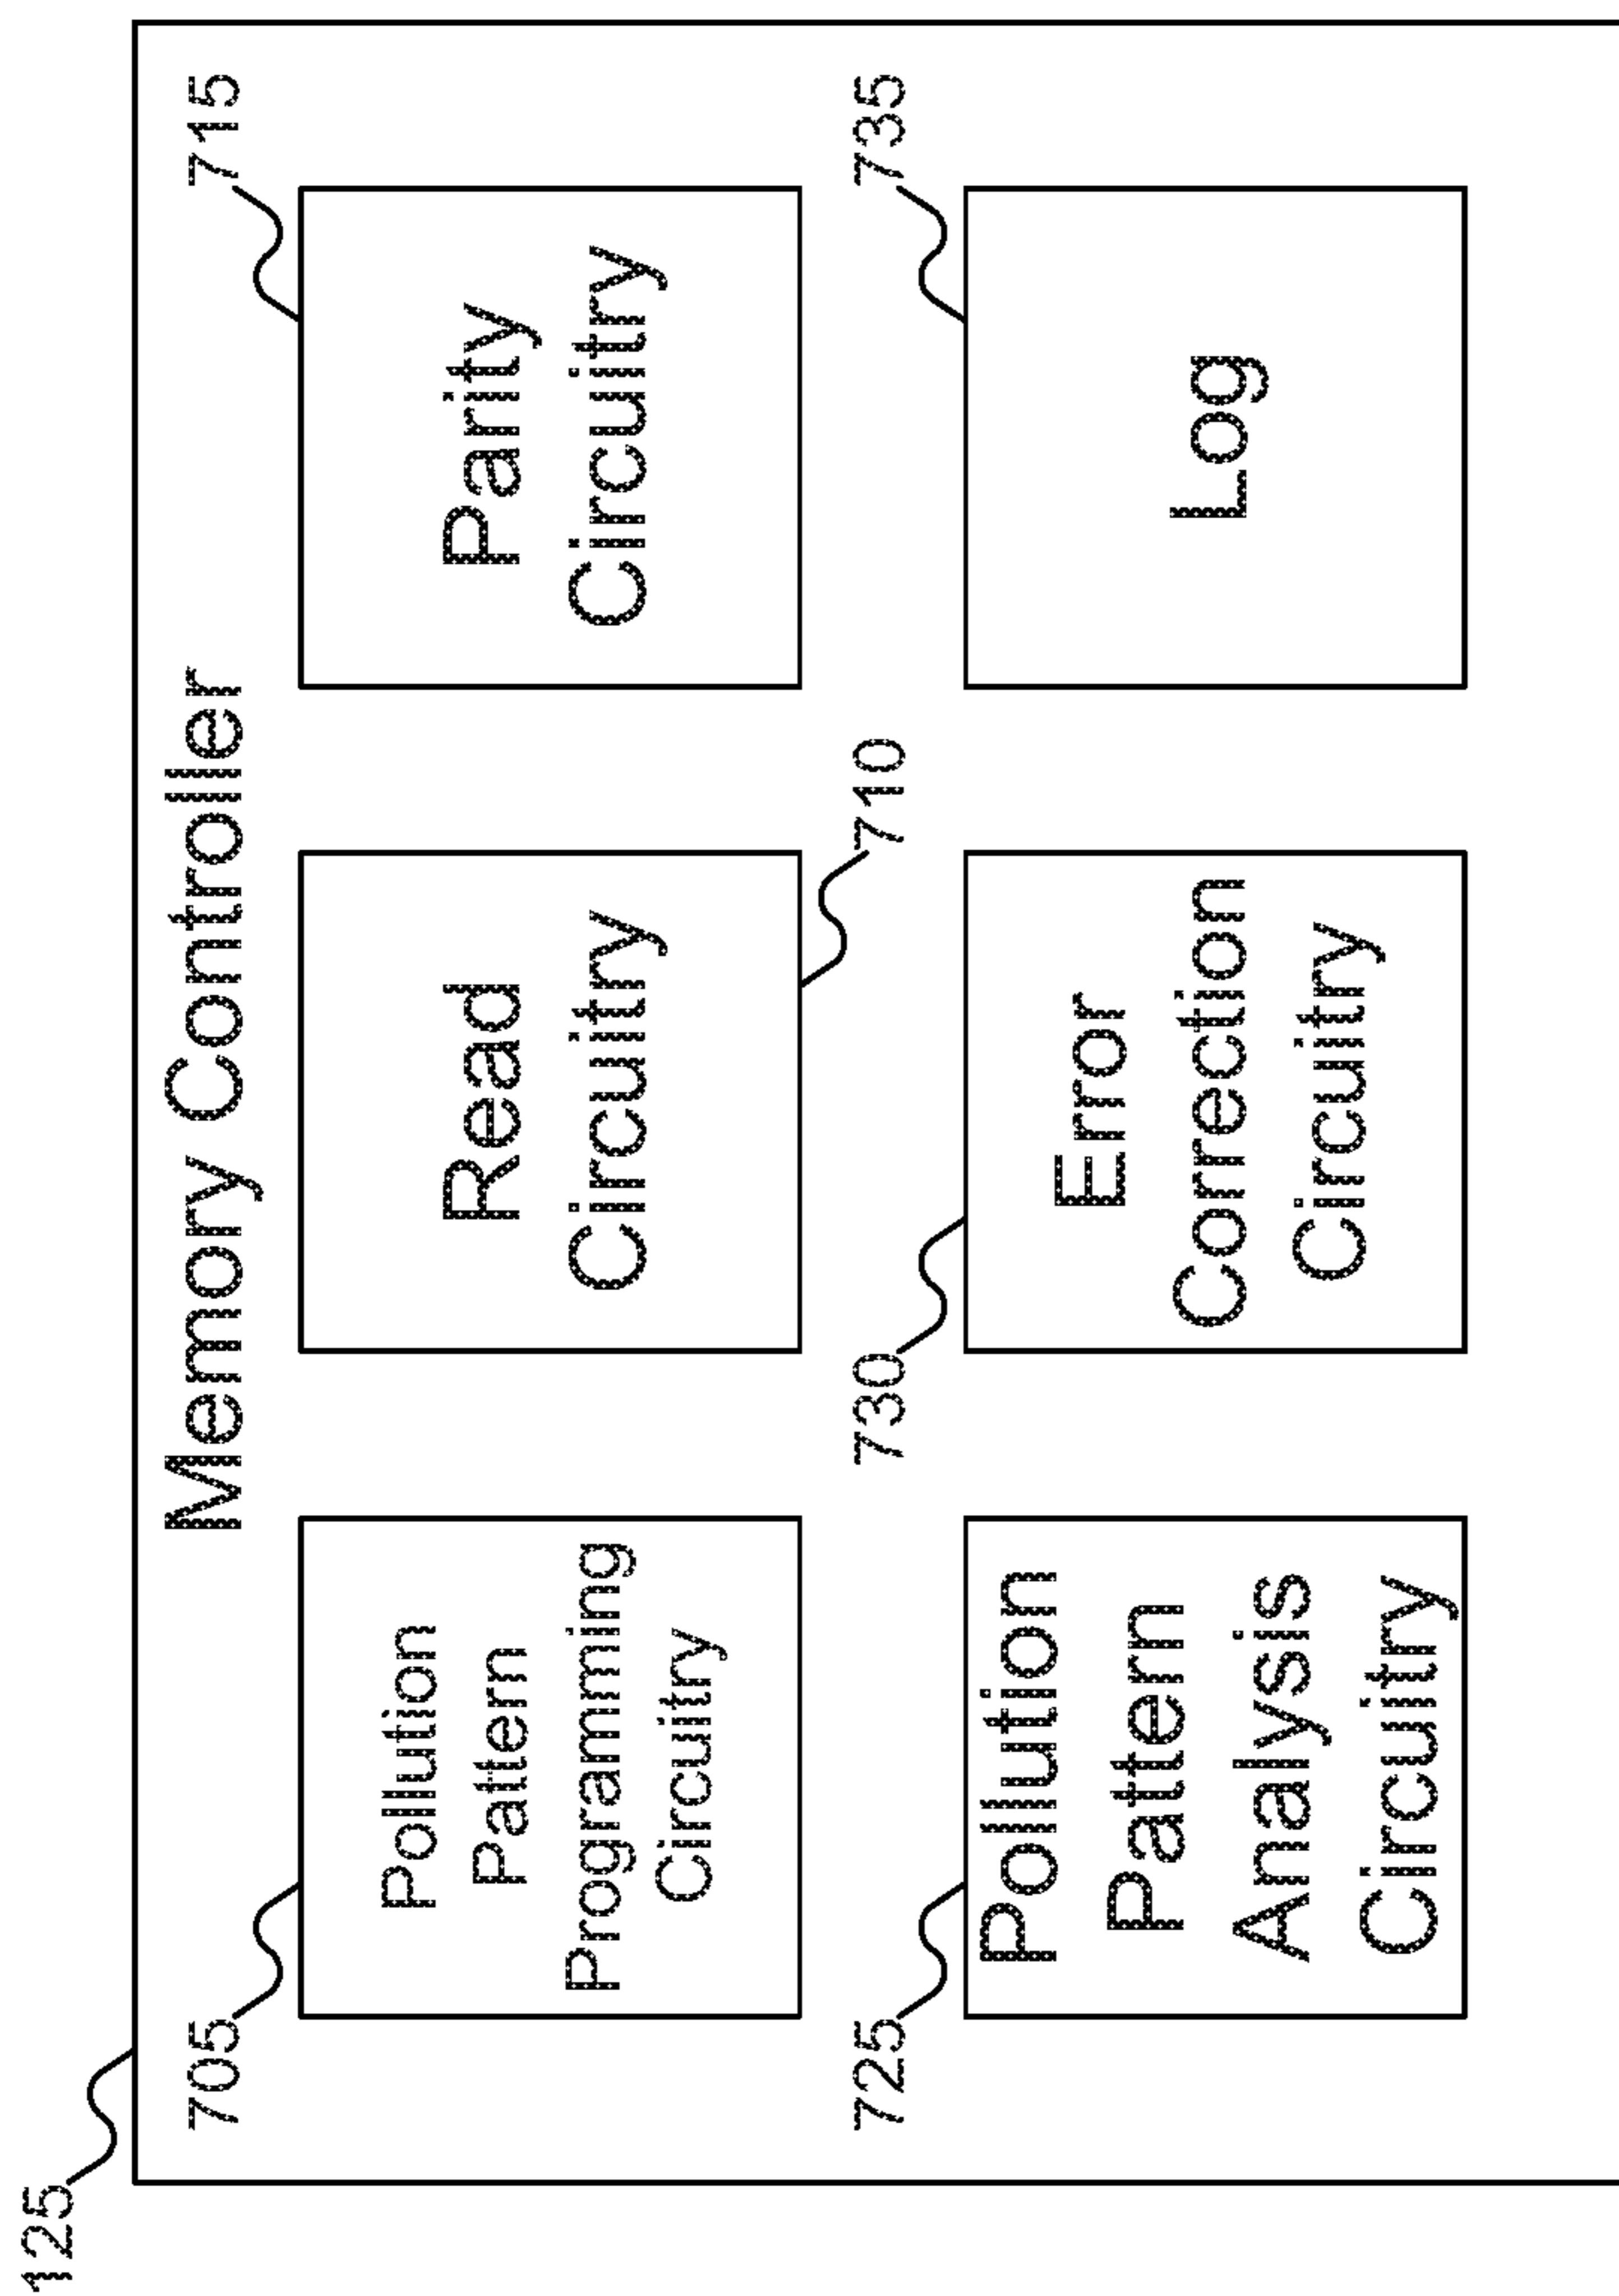 125
Memory Controller
705
Pollution
Pattern
Programming
Circuitry
Read
Circuitry
710
715
Parity
Circuitry
725
Pollution
Pattern
Analysis
Circuitry
730
Error
Correction
Circuitry
735
Log